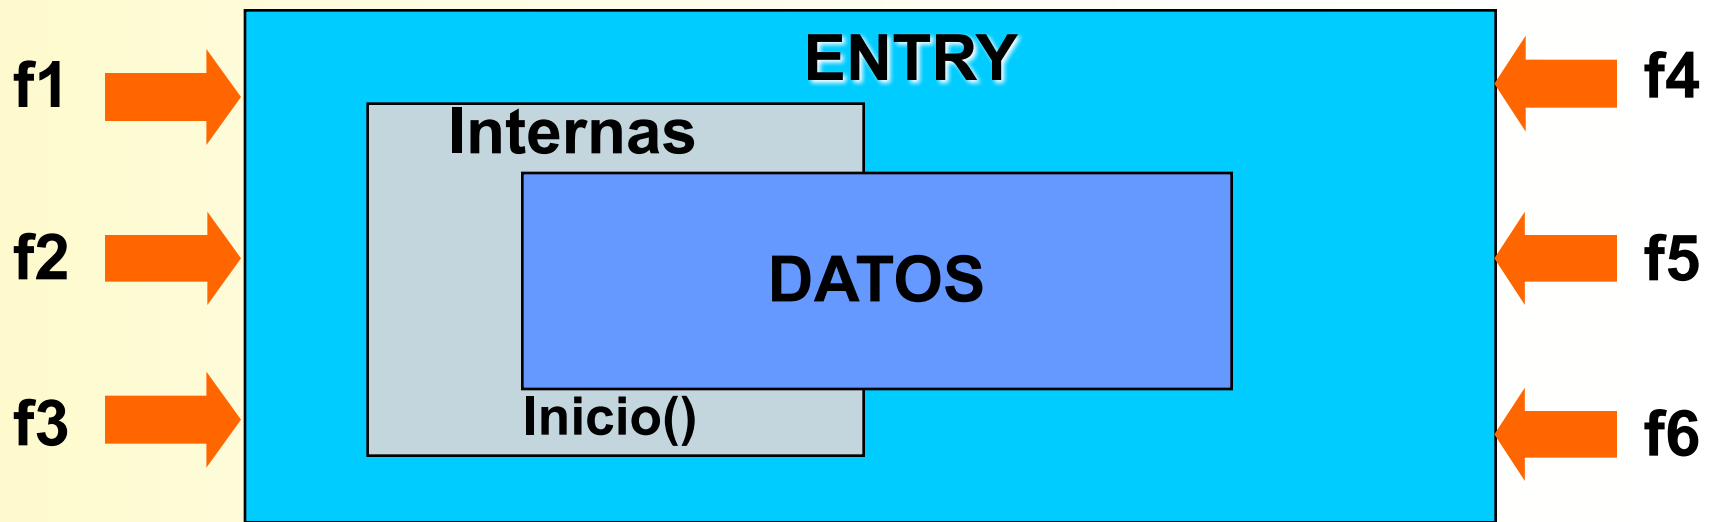 ENTRY
f1
f4
Internas
f2
DATOS
f5
f3
Inicio()
f6